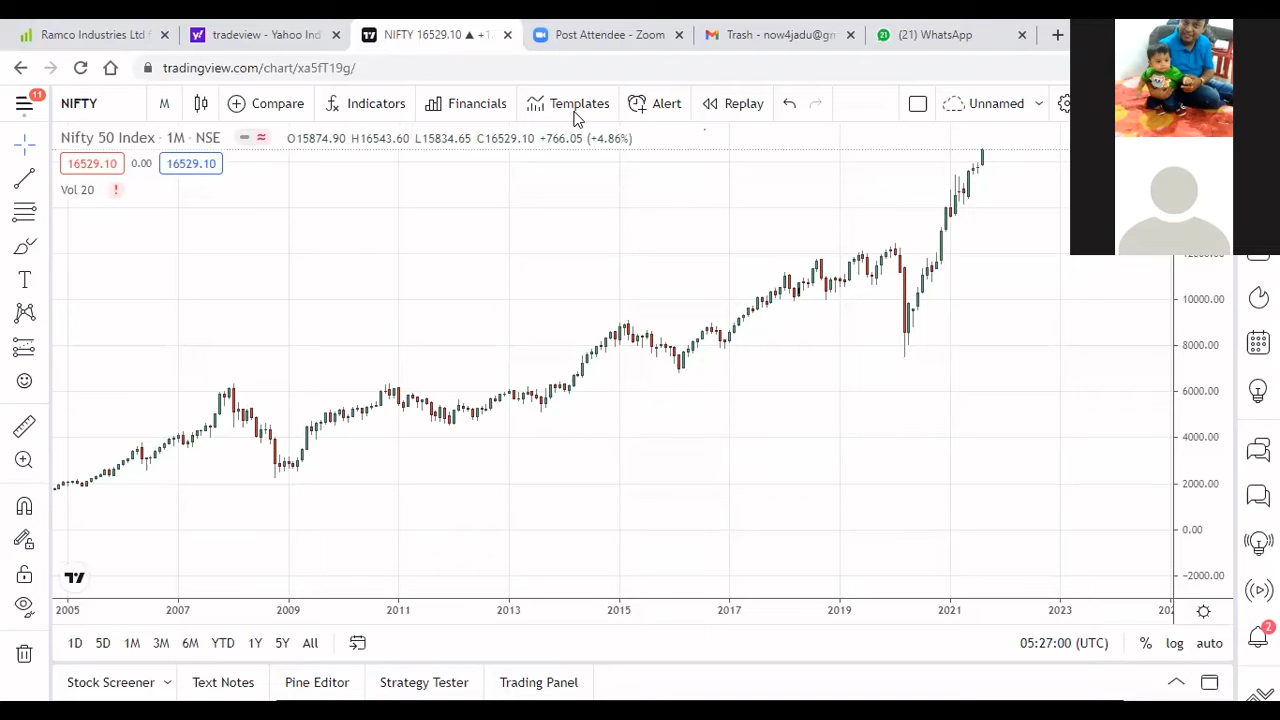 Ramco Industries Ltd f
tradeview - Yahoo Ind
NIFTY 16529.10 ▲ +1
Post Attendee - Zoom
Trash - now4jadu@gm
(21) WhatsApp
tradingview.com/chart/xa5fT19g/
11
NIFTY
M
Compare
Indicators
Financials
Templates
Alert
Replay
Unnamed
Nifty 50 Index · 1M · NSE
O15874.90 H16543.60 L15834.65 C16529.10 +766.05 (+4.86%)
16529.10 0.00 16529.10
Vol 20
10000.00
8000.00
6000.00
4000.00
2000.00
0.00
-2000.00
2005 2007 2009 2011 2013 2015 2017 2019 2021 2023
1D 5D 1M 3M 6M YTD 1Y 5Y All
05:27:00 (UTC) % log auto
2
Stock Screener
Text Notes
Pine Editor
Strategy Tester
Trading Panel